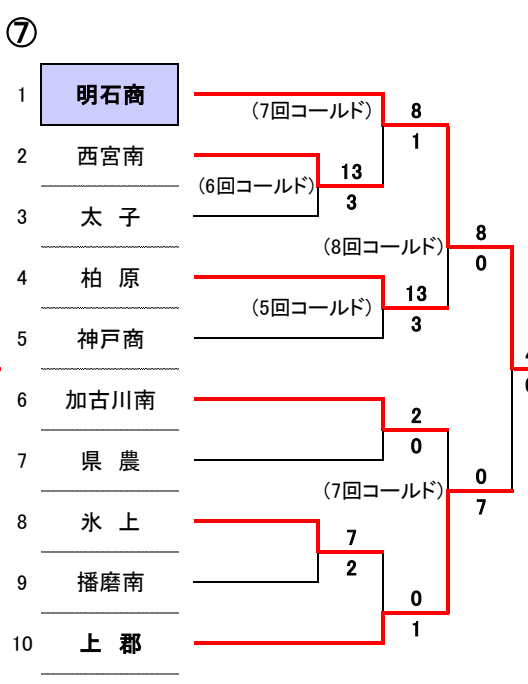 ⑦
1 明石商
(7回コールド) 8
1
2 西宮南
13
(6回コールド)
3
3 太 子
8
(8回コールド)
0
4 柏 原
13
(5回コールド)
3
5 神戸商
6 加古川南
2
0
7 県 農
0
(7回コールド)
7
8 氷 上
7
2
9 播磨南
0
1
10 上 郡